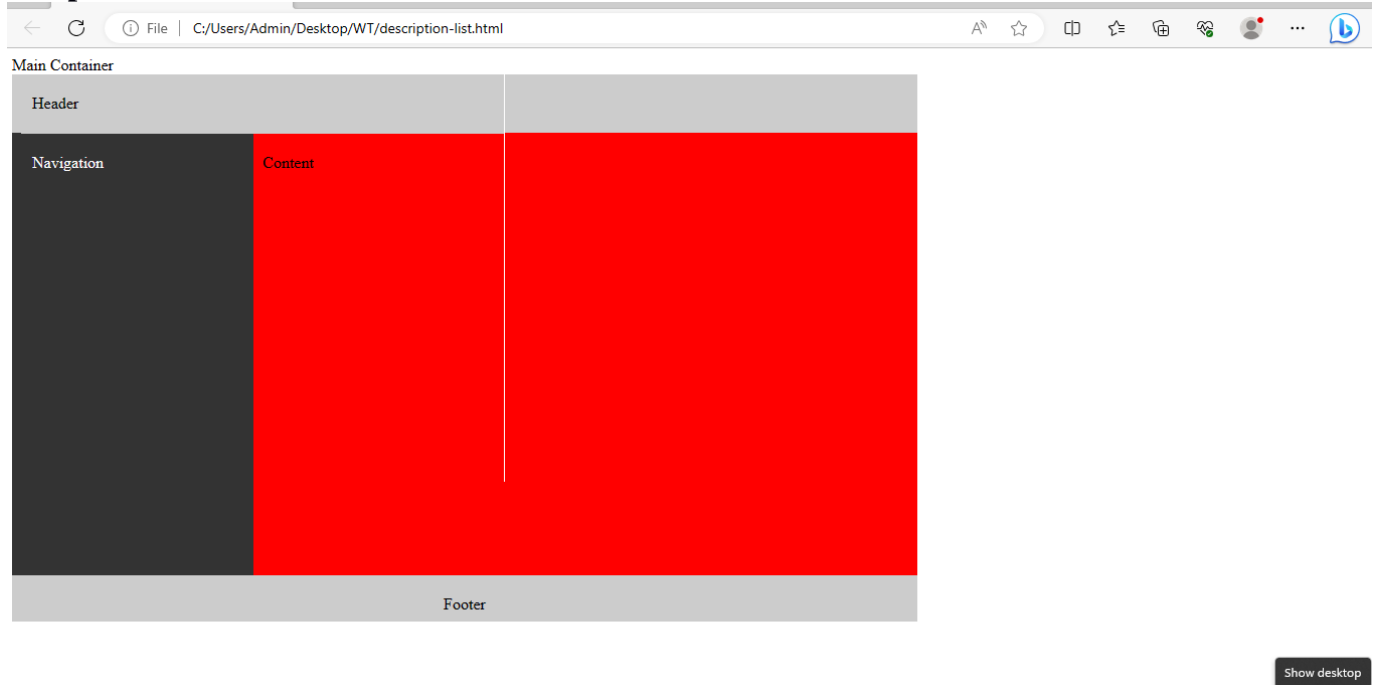 File C:/Users/Admin/Desktop/WT/description-list.html
Main Container
Header
Navigation
Content
Footer
Show desktop